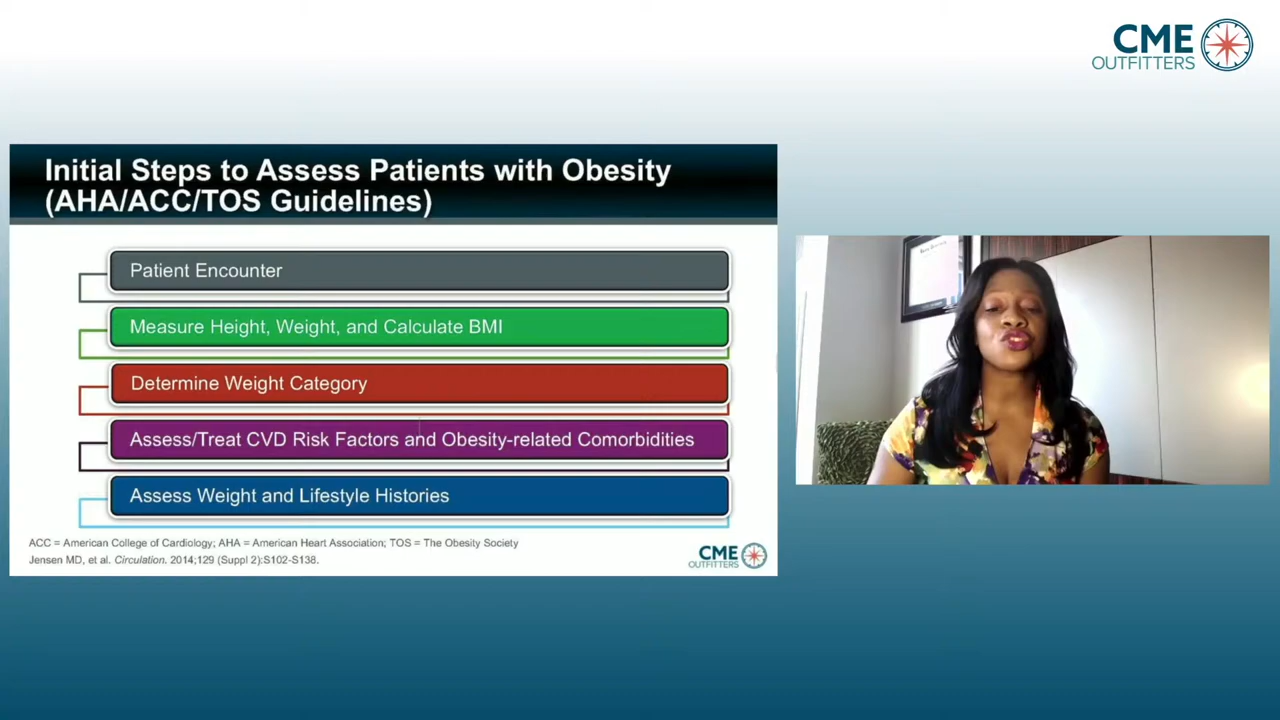 CME
OUTFITTERS
Initial Steps to Assess Patients with Obesity
(AHA/ACC/TOS Guidelines)
Patient Encounter
Measure Height, Weight, and Calculate BMI
Determine Weight Category
Assess/Treat CVD Risk Factors and Obesity-related Comorbidities
Assess Weight and Lifestyle Histories
ACC = American College of Cardiology; AHA = American Heart Association; TOS = The Obesity Society
Jensen MD, et al. Circulation. 2014;129 (Suppl 2):S102-S138.
CME
OUTFITTERS